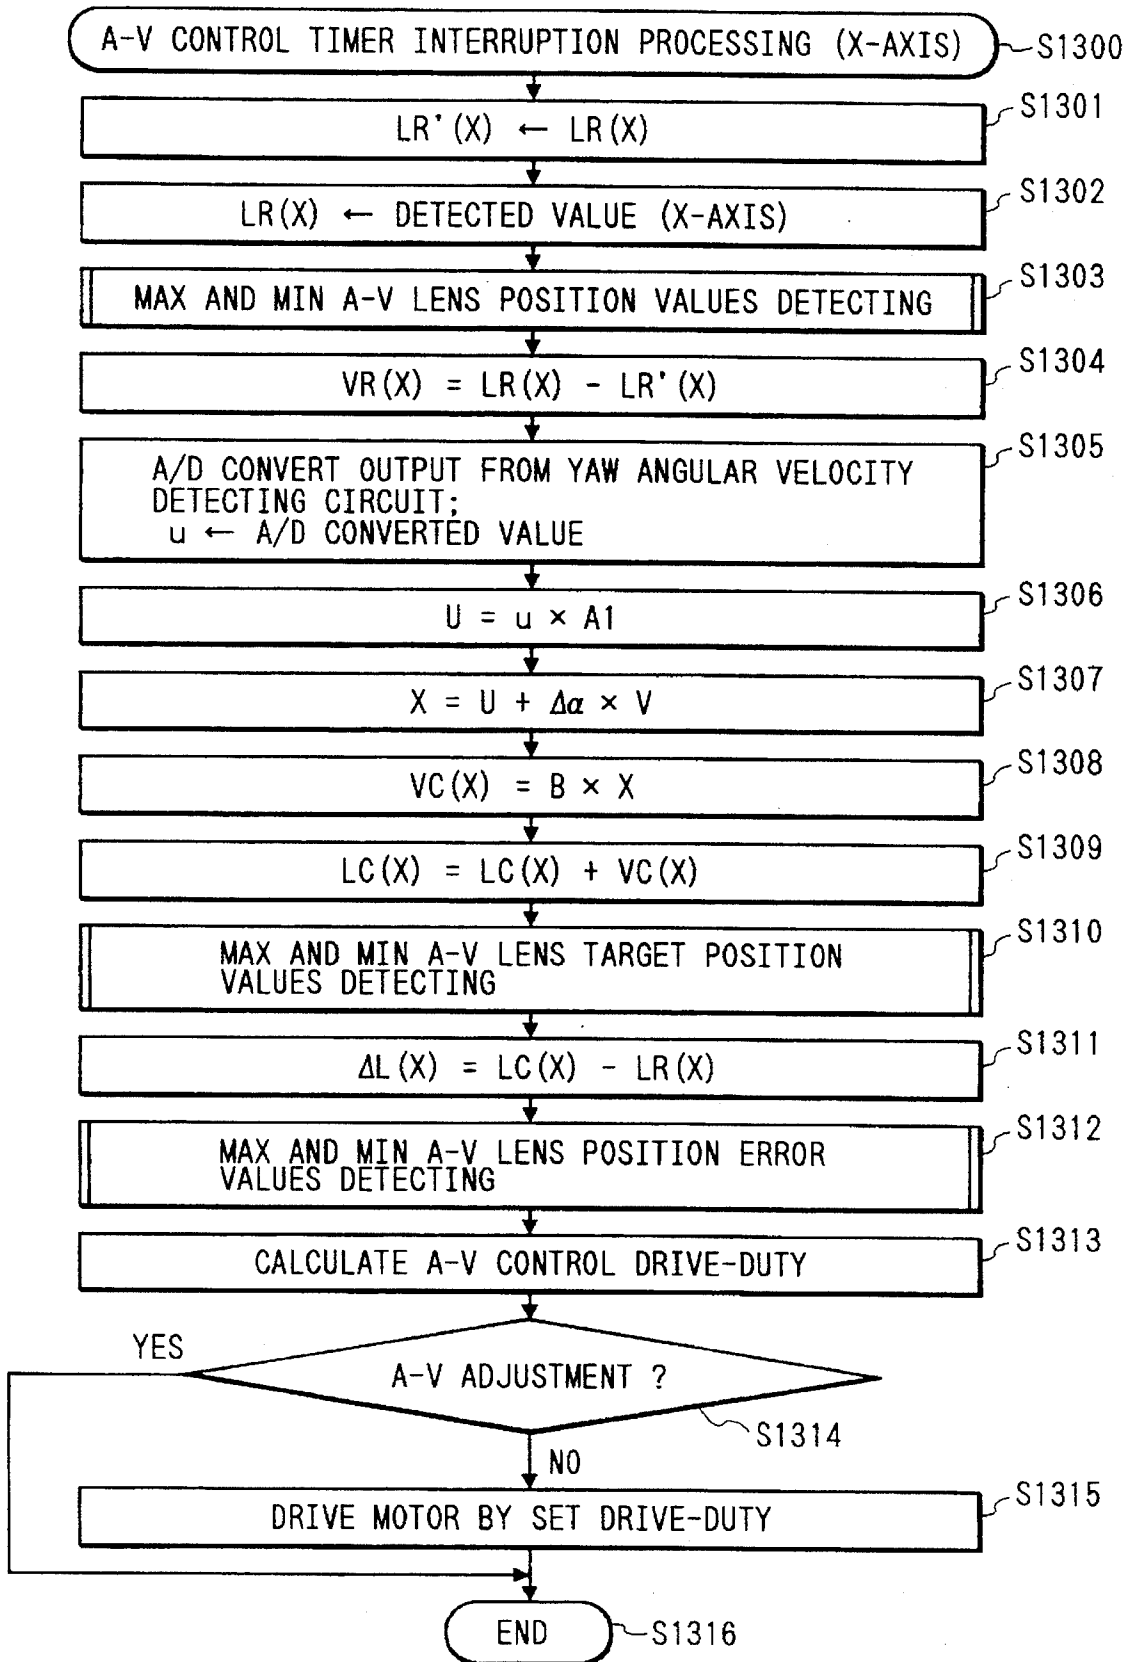 A-V CONTROL TIMER INTERRUPTION PROCESSING (X-AXIS)
S1300
S1301
LR'(X) ← LR(X)
S1302
LR(X) ← DETECTED VALUE (X-AXIS)
S1303
MAX AND MIN A-V LENS POSITION VALUES DETECTING
S1304
VR(X) = LR(X) - LR'(X)
S1305
A/D CONVERT OUTPUT FROM YAW ANGULAR VELOCITY
DETECTING CIRCUIT;
u ← A/D CONVERTED VALUE
S1306
U = u × A1
S1307
X = U + Δα × V
S1308
VC(X) = B × X
S1309
LC(X) = LC(X) + VC(X)
S1310
MAX AND MIN A-V LENS TARGET POSITION
VALUES DETECTING
S1311
ΔL(X) = LC(X) - LR(X)
S1312
MAX AND MIN A-V LENS POSITION ERROR
VALUES DETECTING
S1313
CALCULATE A-V CONTROL DRIVE-DUTY
YES
A-V ADJUSTMENT ?
S1314
NO
S1315
DRIVE MOTOR BY SET DRIVE-DUTY
END
S1316